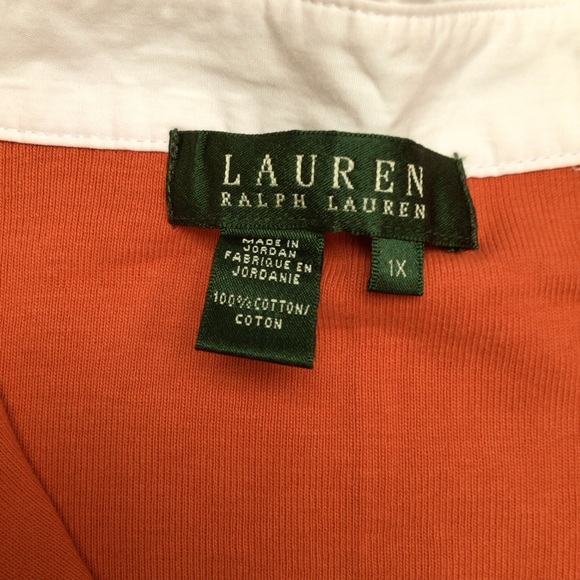 LAUREN
RALPH LAUREN
MADE IN
JORDAN
FABRIQUE EN
JORDANIE
100% COTTON/
COTON
1X